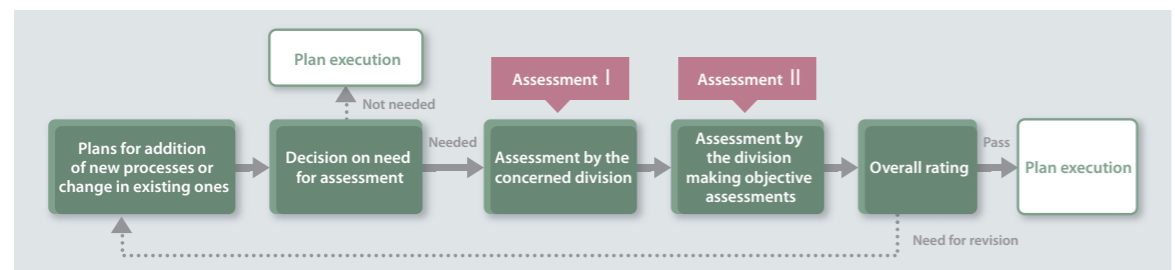 Plan execution
Assessment I
Assessment II
Not needed
Plans for addition
of new processes or
change in existing ones
Decision on need
for assessment
Needed
Assessment by the
concerned division
Assessment by
the division
making objective
assessments
Overall rating
Pass
Plan execution
Need for revision